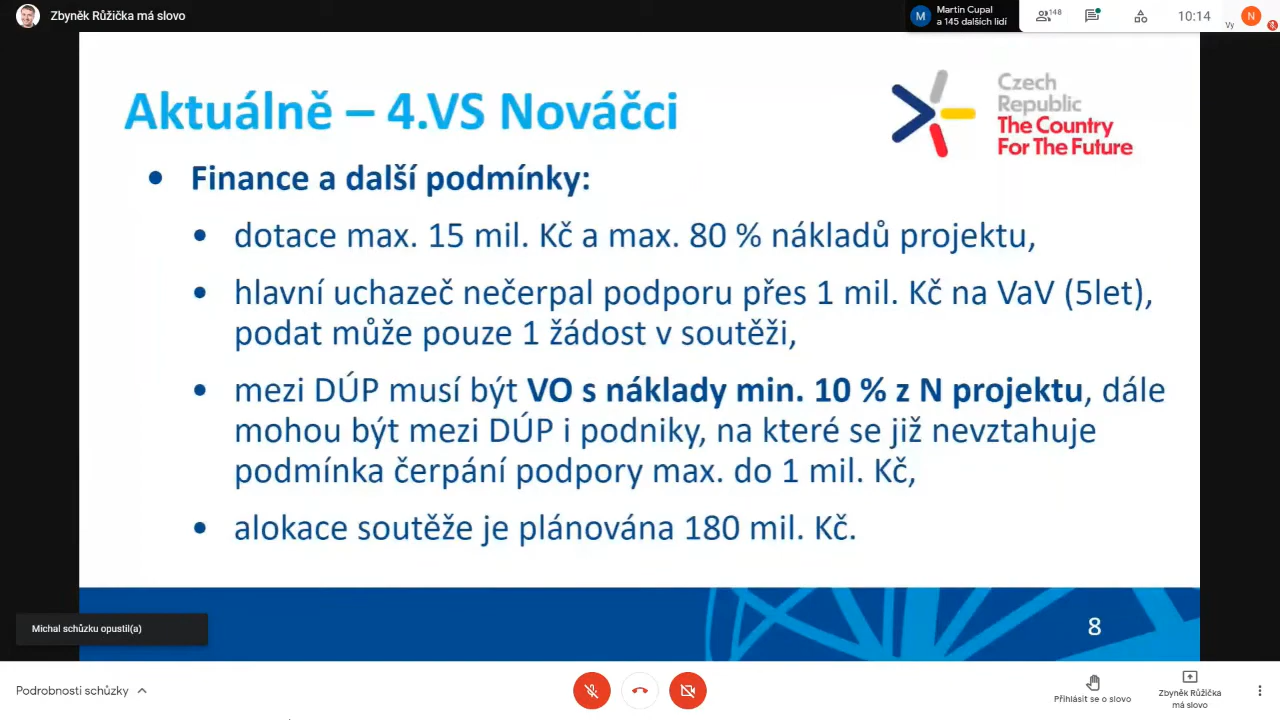 Zbyněk Růžička má slovo
M
Martin Cupal
a 145 dalších lidí
148
10:14
Vy
N
Aktuálně – 4.VS Nováčci
Czech
Republic
The Country
For The Future
• Finance a další podmínky:
• dotace max. 15 mil. Kč a max. 80 % nákladů projektu,
• hlavní uchazeč nečerpal podporu přes 1 mil. Kč na VaV (5let),
podat může pouze 1 žádost v soutěži,
• mezi DÚP musí být VO s náklady min. 10 % z N projektu, dále
mohou být mezi DÚP i podniky, na které se již nevztahuje
podmínka čerpání podpory max. do 1 mil. Kč,
• alokace soutěže je plánována 180 mil. Kč.
Michal schůzku opustil(a)
8
Podrobnosti schůzky
Přihlásit se o slovo
Zbyněk Růžička
má slovo